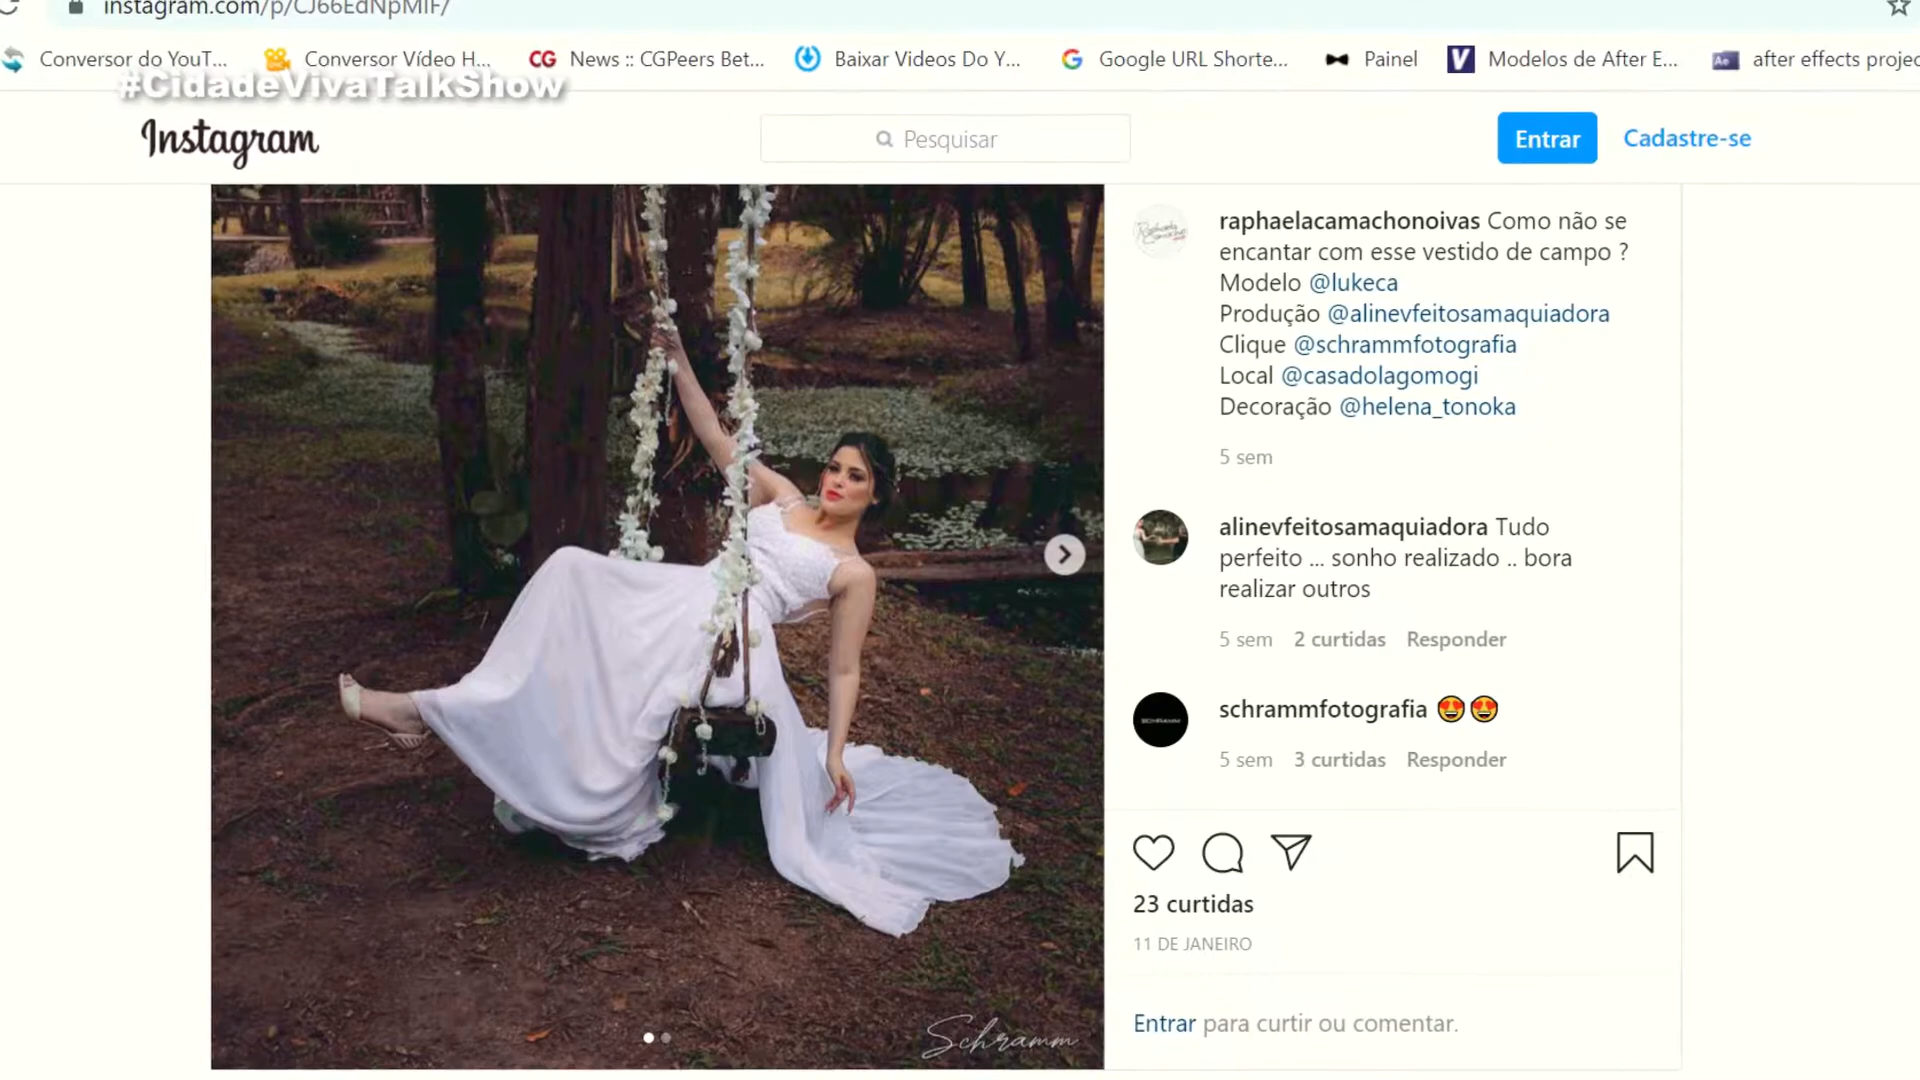 instagram.com/p/CJ66EdNpMIF/
Conversor do YouT... Conversor Vídeo H... CG News :: CGPeers Bet... Baixar Videos Do Y... G Google URL Shorte... Painel V Modelos de After E... Ae after effects projec
#CidadeVivaTalkShow
Instagram
Pesquisar
Entrar
Cadastre-se
raphaelacamachonoivas Como não se
encantar com esse vestido de campo ?
Modelo @lukeca
Produção @alinevfeitosamaquiadora
Clique @schrammfotografia
Local @casadolagomogi
Decoração @helena_tonoka
5 sem
alinevfeitosamaquiadora Tudo
perfeito ... sonho realizado .. bora
realizar outros
5 sem 2 curtidas Responder
schrammfotografia 😍😍
5 sem 3 curtidas Responder
23 curtidas
11 DE JANEIRO
Entrar para curtir ou comentar.
Schramm